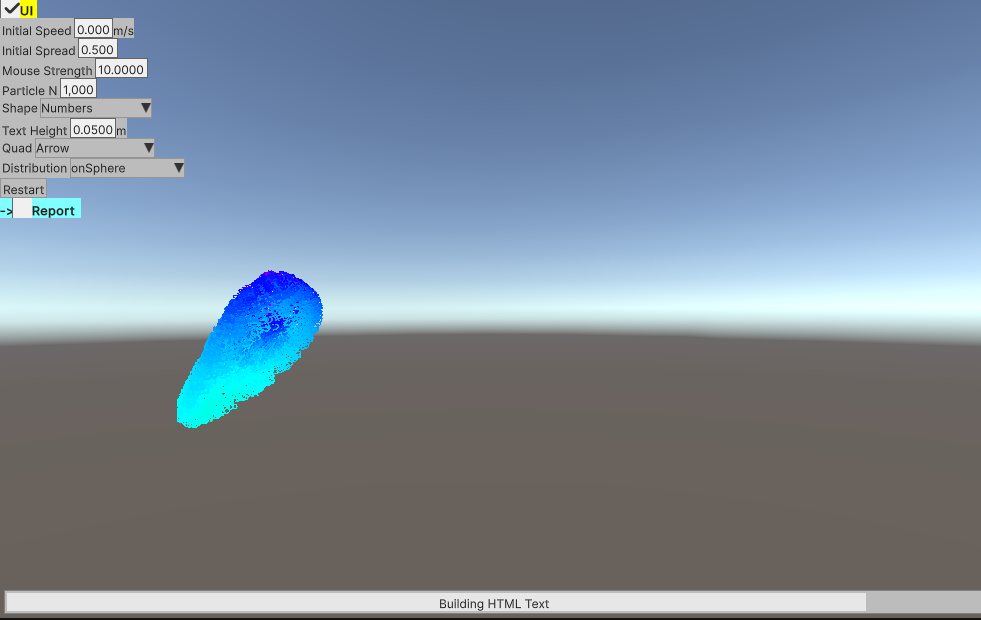 UI
Initial Speed 0.000 m/s
Initial Spread 0.500
Mouse Strength 10.0000
Particle N 1,000
Shape Numbers ▼
Text Height 0.0500 m
Quad Arrow ▼
Distribution onSphere ▼
Restart
-> Report
Building HTML Text